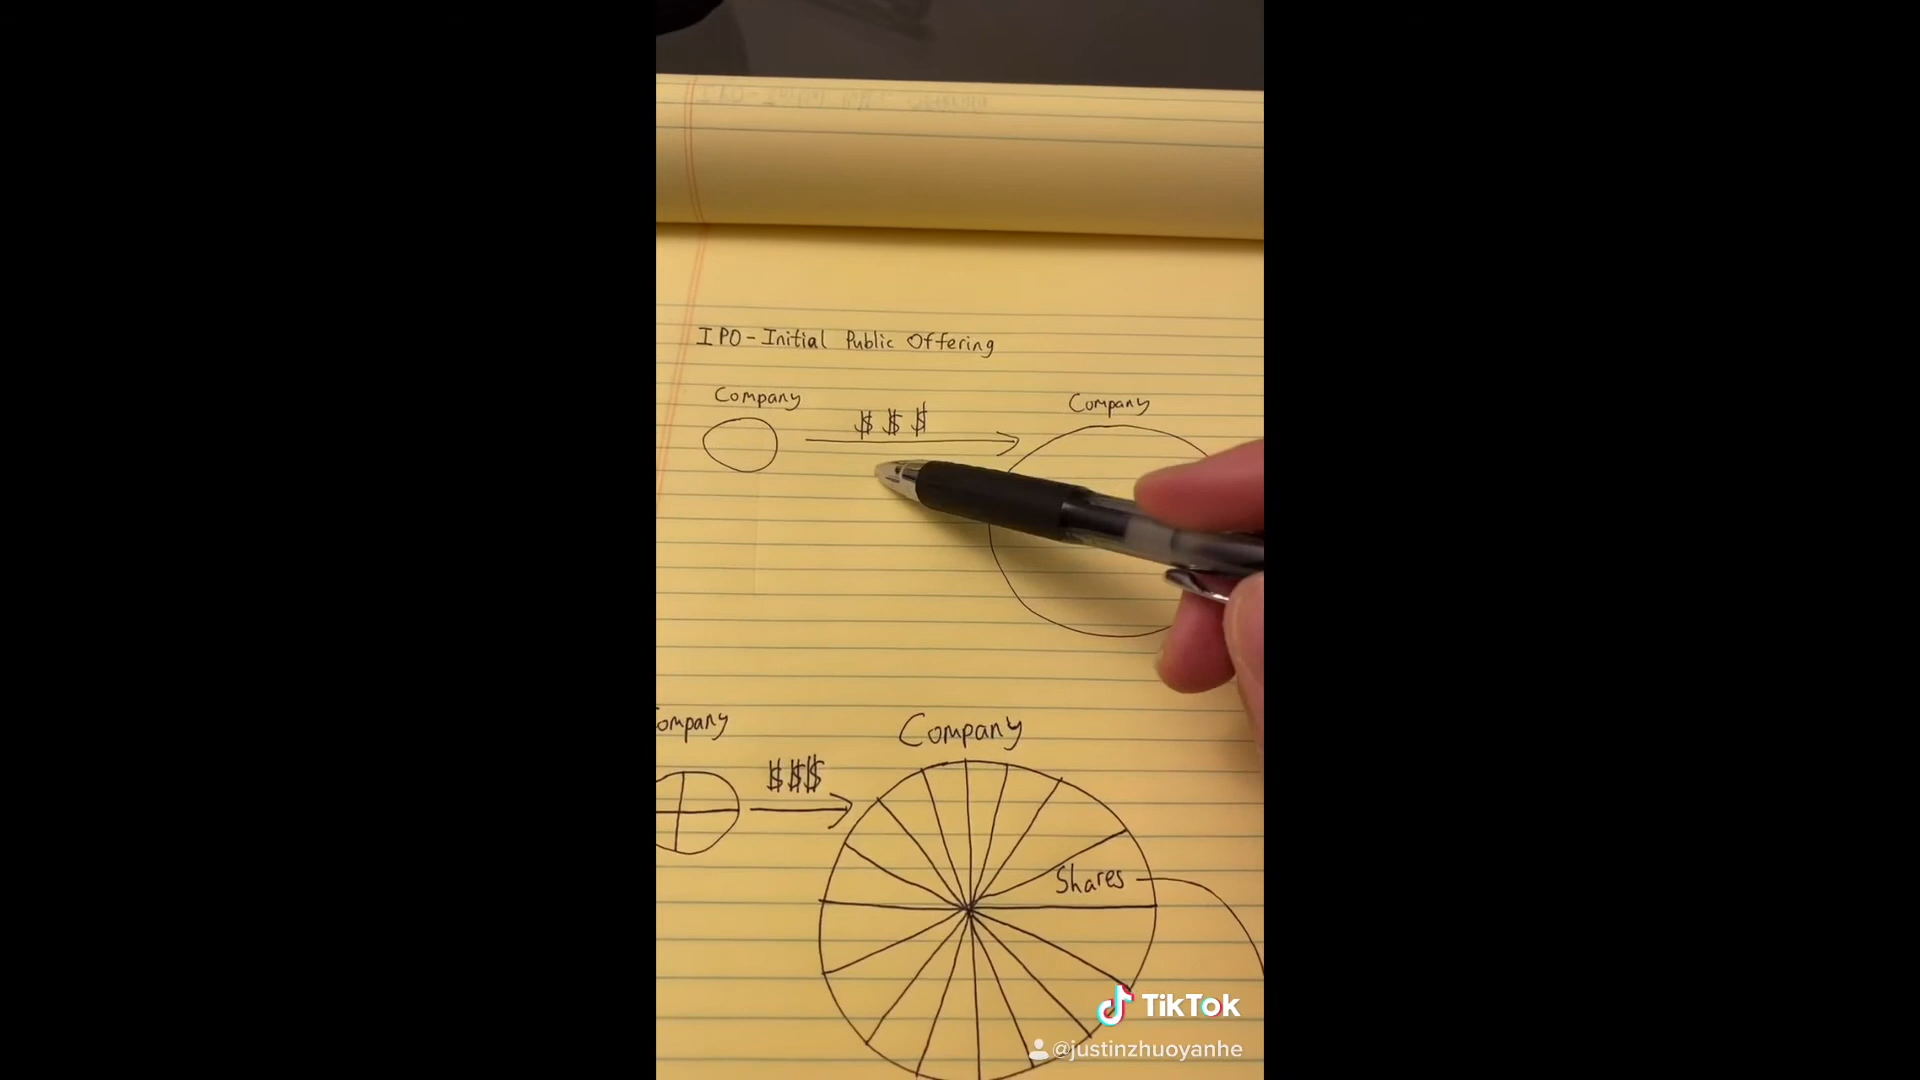 IPO - Initial Public Offering
Company
$ $ $
Company
ompany
$$$
Company
Shares
TikTok
@justinzhuoyanhe